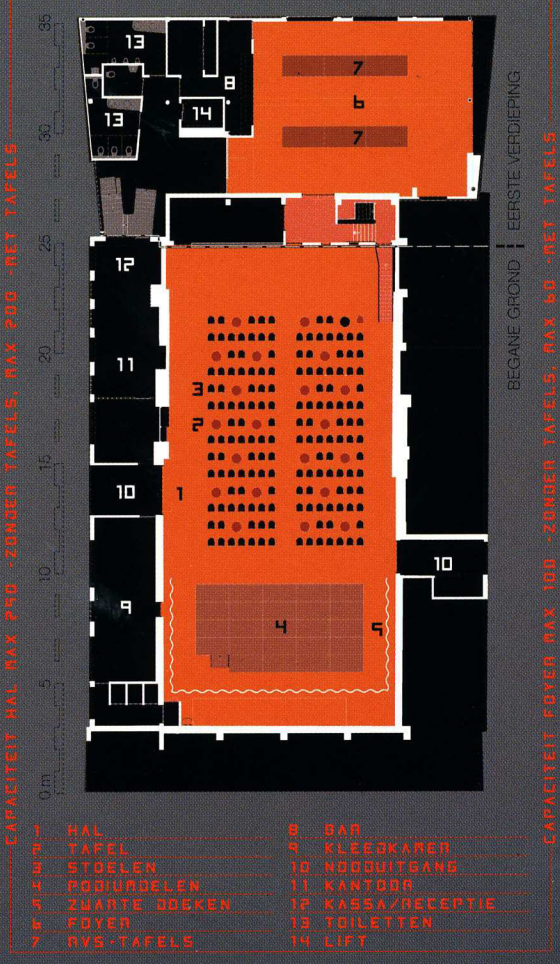 CAPACITEIT HAL MAX 250 -ZONDER TAFELS, MAX 200 -MET TAFELS
CAPACITEIT FOYER MAX 100 -ZONDER TAFELS, MAX 60 -MET TAFELS
EERSTE VERDIEPING
BEGANE GROND
35
30
25
20
15
10
5
0 m
13
8
14
13
7
6
7
12
11
3
2
1
10
10
9
4
5
1 HAL
2 TAFEL
3 STOELEN
4 PODIUMDELEN
5 ZWARTE DOEKEN
6 FOYER
7 RVS-TAFELS
8 BAR
9 KLEEDKAMER
10 NOODUITGANG
11 KANTOOR
12 KASSA/RECEPTIE
13 TOILETTEN
14 LIFT